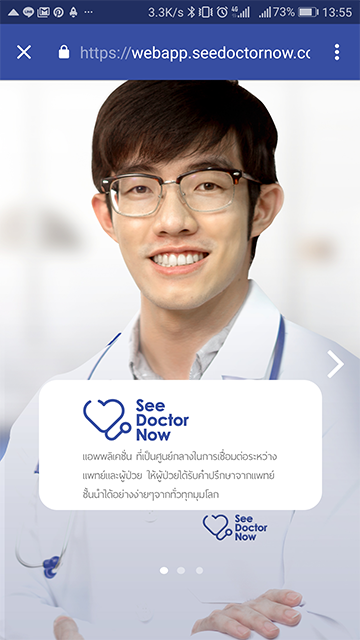 3.3K/s 4G 73% 13:55
https://webapp.seedoctornow.cc
See
Doctor
Now
แอพพลิเคชั่น ที่เป็นศูนย์กลางในการเชื่อมต่อระหว่าง
แพทย์และผู้ป่วย ให้ผู้ป่วยได้รับคำปรึกษาจากแพทย์
ชั้นนำได้อย่างง่ายๆจากทั่วทุกมุมโลก
See
Doctor
Now